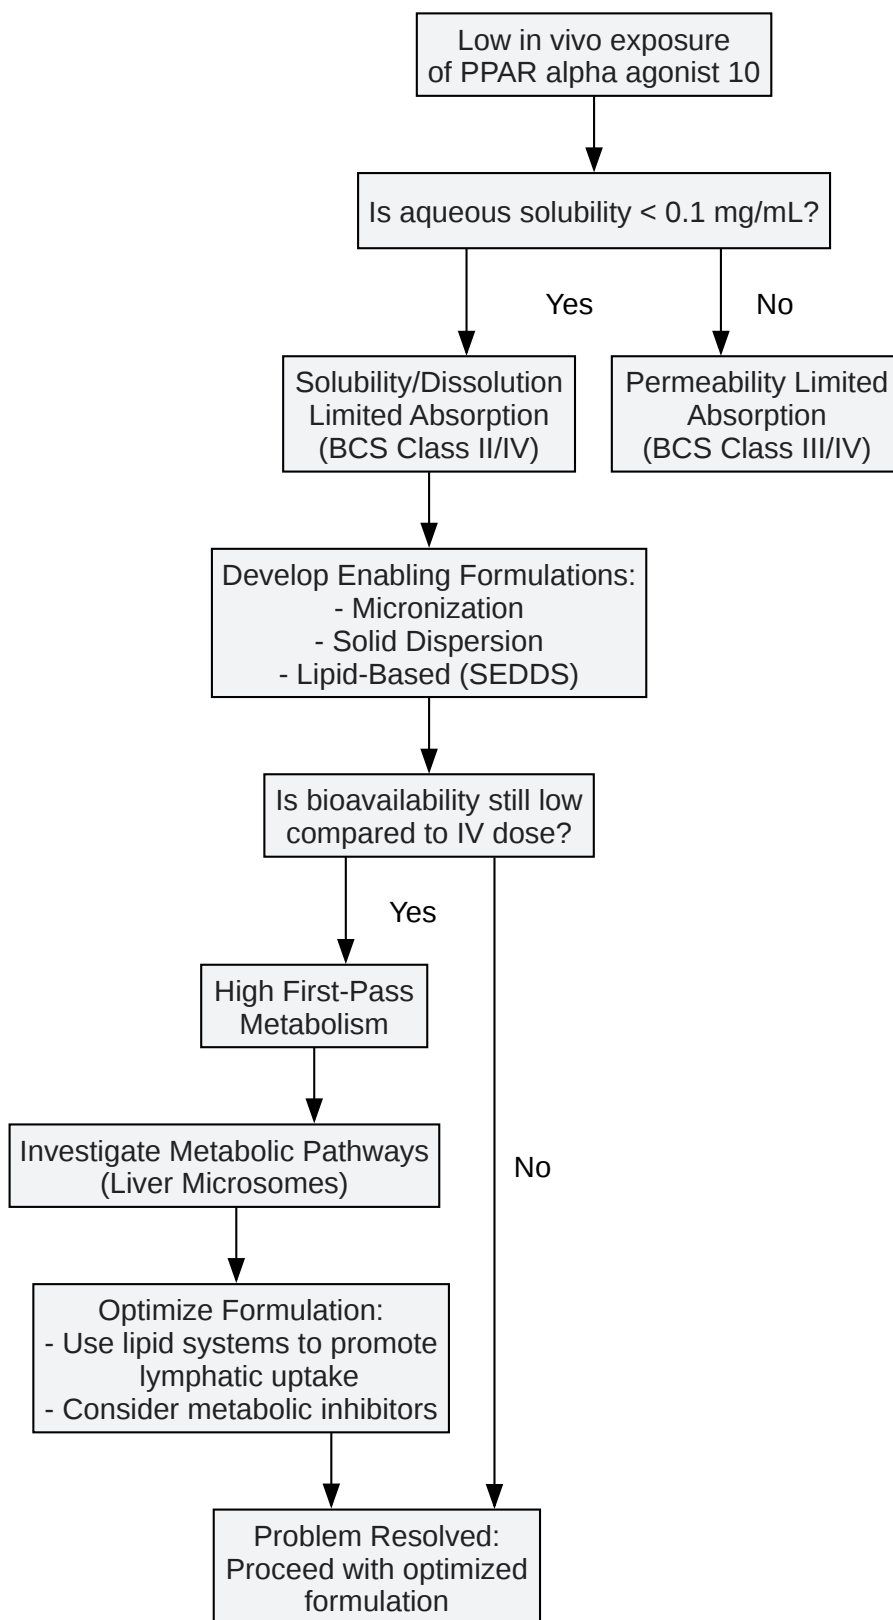 Low in vivo exposure
of PPAR alpha agonist 10
Is aqueous solubility < 0.1 mg/mL?
Yes
No
Solubility/Dissolution
Limited Absorption
(BCS Class II/IV)
Permeability Limited
Absorption
(BCS Class III/IV)
Develop Enabling Formulations:
- Micronization
- Solid Dispersion
- Lipid-Based (SEDDS)
Is bioavailability still low
compared to IV dose?
Yes
High First-Pass
Metabolism
Investigate Metabolic Pathways
(Liver Microsomes)
No
Optimize Formulation:
- Use lipid systems to promote
lymphatic uptake
- Consider metabolic inhibitors
Problem Resolved:
Proceed with optimized
formulation